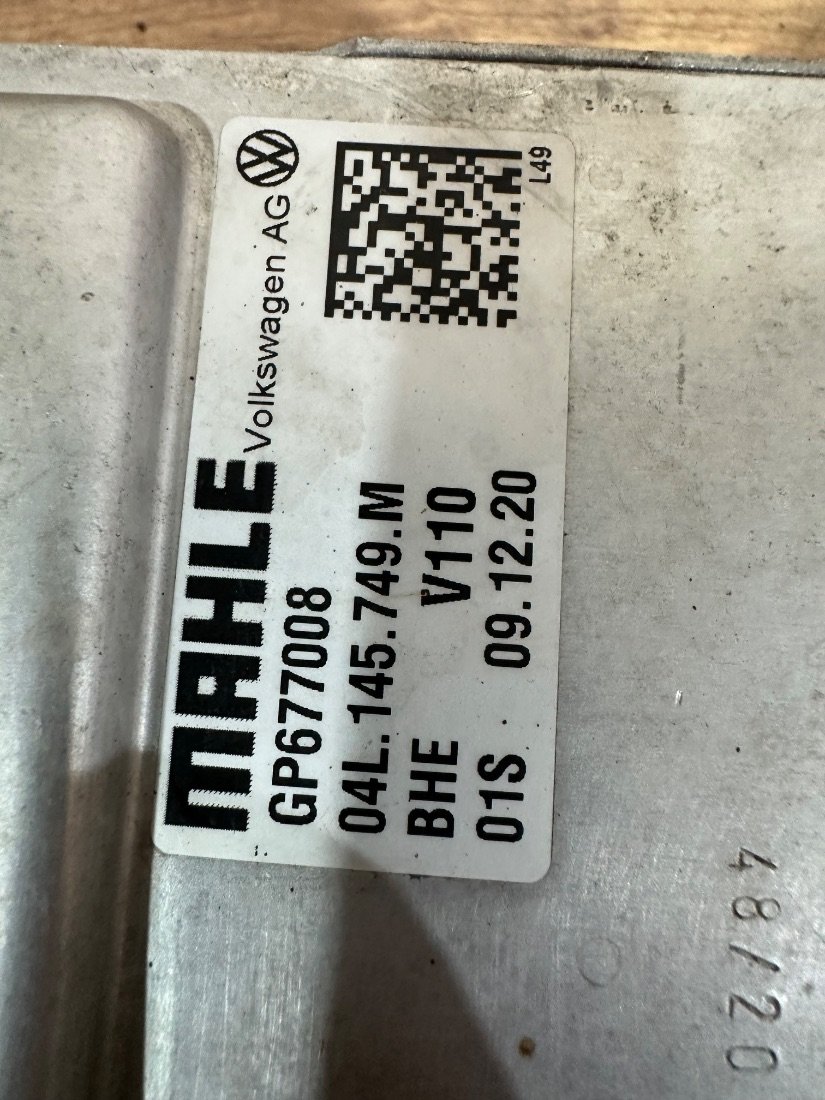 MAHLE Volkswagen AG
GP677008
04L.145.749.M
BHE V110
01S 09.12.20
L49
48/20